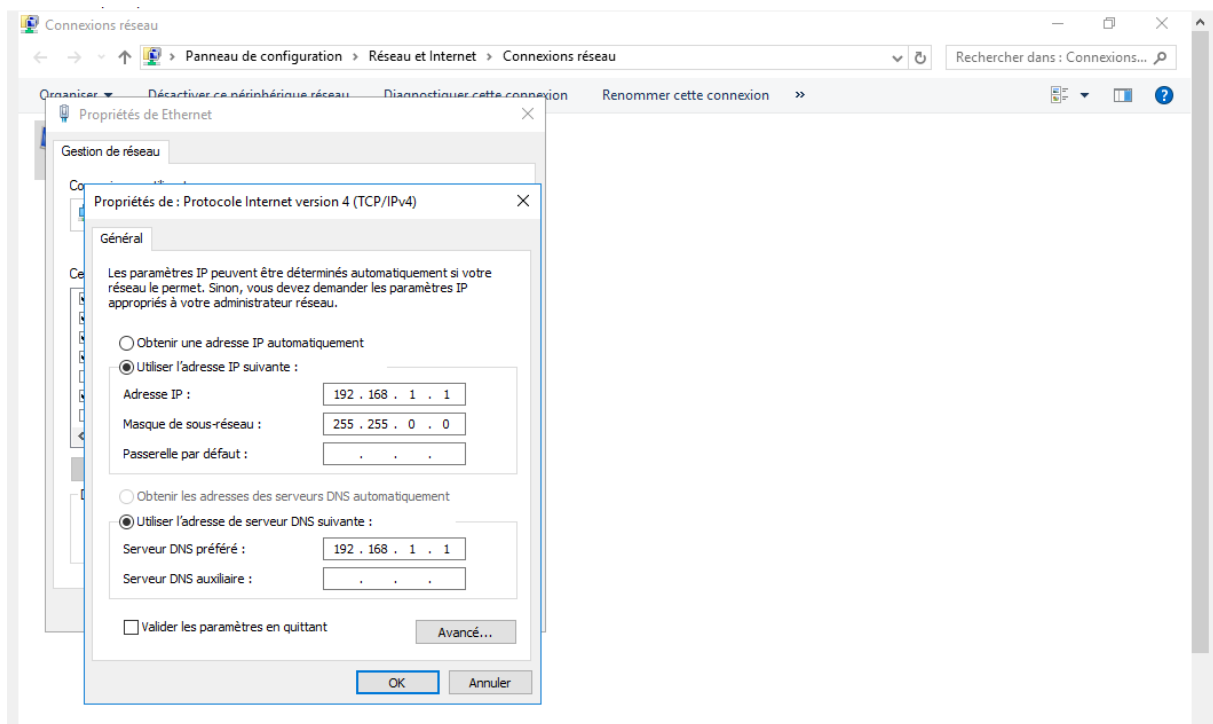 Connexions réseau
Panneau de configuration > Réseau et Internet > Connexions réseau
Rechercher dans : Connexions...
Organiser Désactiver ce périphérique réseau Diagnostiquer cette connexion Renommer cette connexion »
Propriétés de Ethernet
Gestion de réseau
Propriétés de : Protocole Internet version 4 (TCP/IPv4)
Général
Les paramètres IP peuvent être déterminés automatiquement si votre
réseau le permet. Sinon, vous devez demander les paramètres IP
appropriés à votre administrateur réseau.
Obtenir une adresse IP automatiquement
Utiliser l'adresse IP suivante :
Adresse IP : 192 . 168 . 1 . 1
Masque de sous-réseau : 255 . 255 . 0 . 0
Passerelle par défaut : . . .
Obtenir les adresses des serveurs DNS automatiquement
Utiliser l'adresse de serveur DNS suivante :
Serveur DNS préféré : 192 . 168 . 1 . 1
Serveur DNS auxiliaire : . . .
Valider les paramètres en quittant
Avancé...
OK Annuler